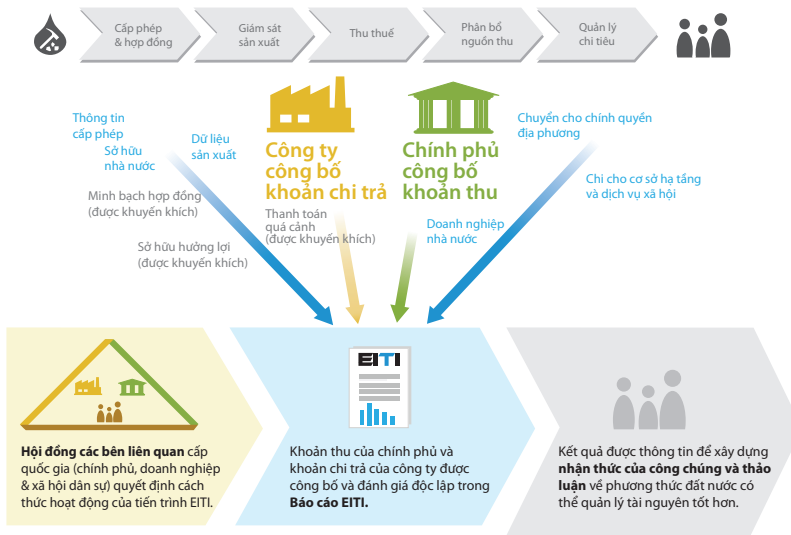 Cấp phép
& hợp đồng
Giám sát
sản xuất
Thu thuế
Phân bổ
nguồn thu
Quản lý
chi tiêu
Thông tin
cấp phép
Sở hữu
nhà nước
Dữ liệu
sản xuất
Minh bạch hợp đồng
(được khuyến khích)
Sở hữu hưởng lợi
(được khuyến khích)
Công ty
công bố
khoản chi trả
Thanh toán
quá cảnh
(được khuyến khích)
Chính phủ
công bố
khoản thu
Doanh nghiệp
nhà nước
Chuyển cho chính quyền
địa phương
Chi cho cơ sở hạ tầng
và dịch vụ xã hội
Hội đồng các bên liên quan cấp
quốc gia (chính phủ, doanh nghiệp
& xã hội dân sự) quyết định cách
thức hoạt động của tiến trình EITI.
EITI
Khoản thu của chính phủ và
khoản chi trả của công ty được
công bố và đánh giá độc lập trong
Báo cáo EITI.
Kết quả được thông tin để xây dựng
nhận thức của công chúng và thảo
luận về phương thức đất nước có
thể quản lý tài nguyên tốt hơn.